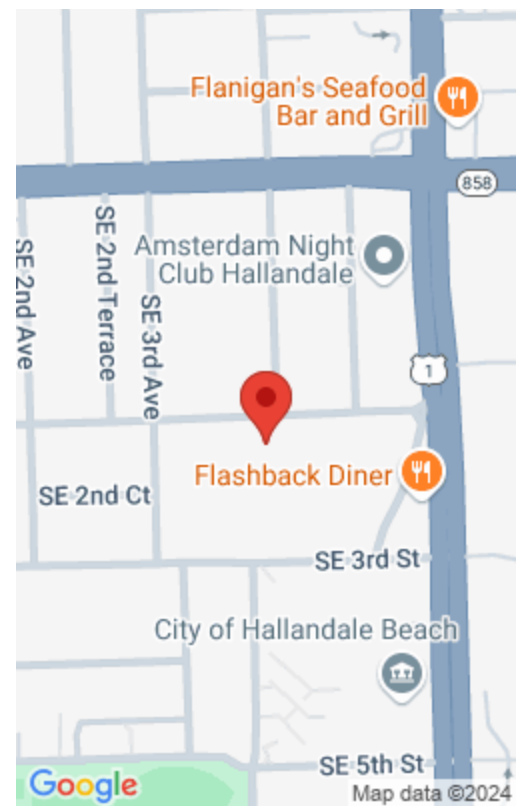 Flanigan's Seafood
Bar and Grill
858
Amsterdam Night
Club Hallandale
SE 2nd Ave
SE 2nd Terrace
SE 3rd Ave
1
Flashback Diner
SE 2nd Ct
SE 3rd St
City of Hallandale Beach
SE 5th St
Google
Map data ©2024